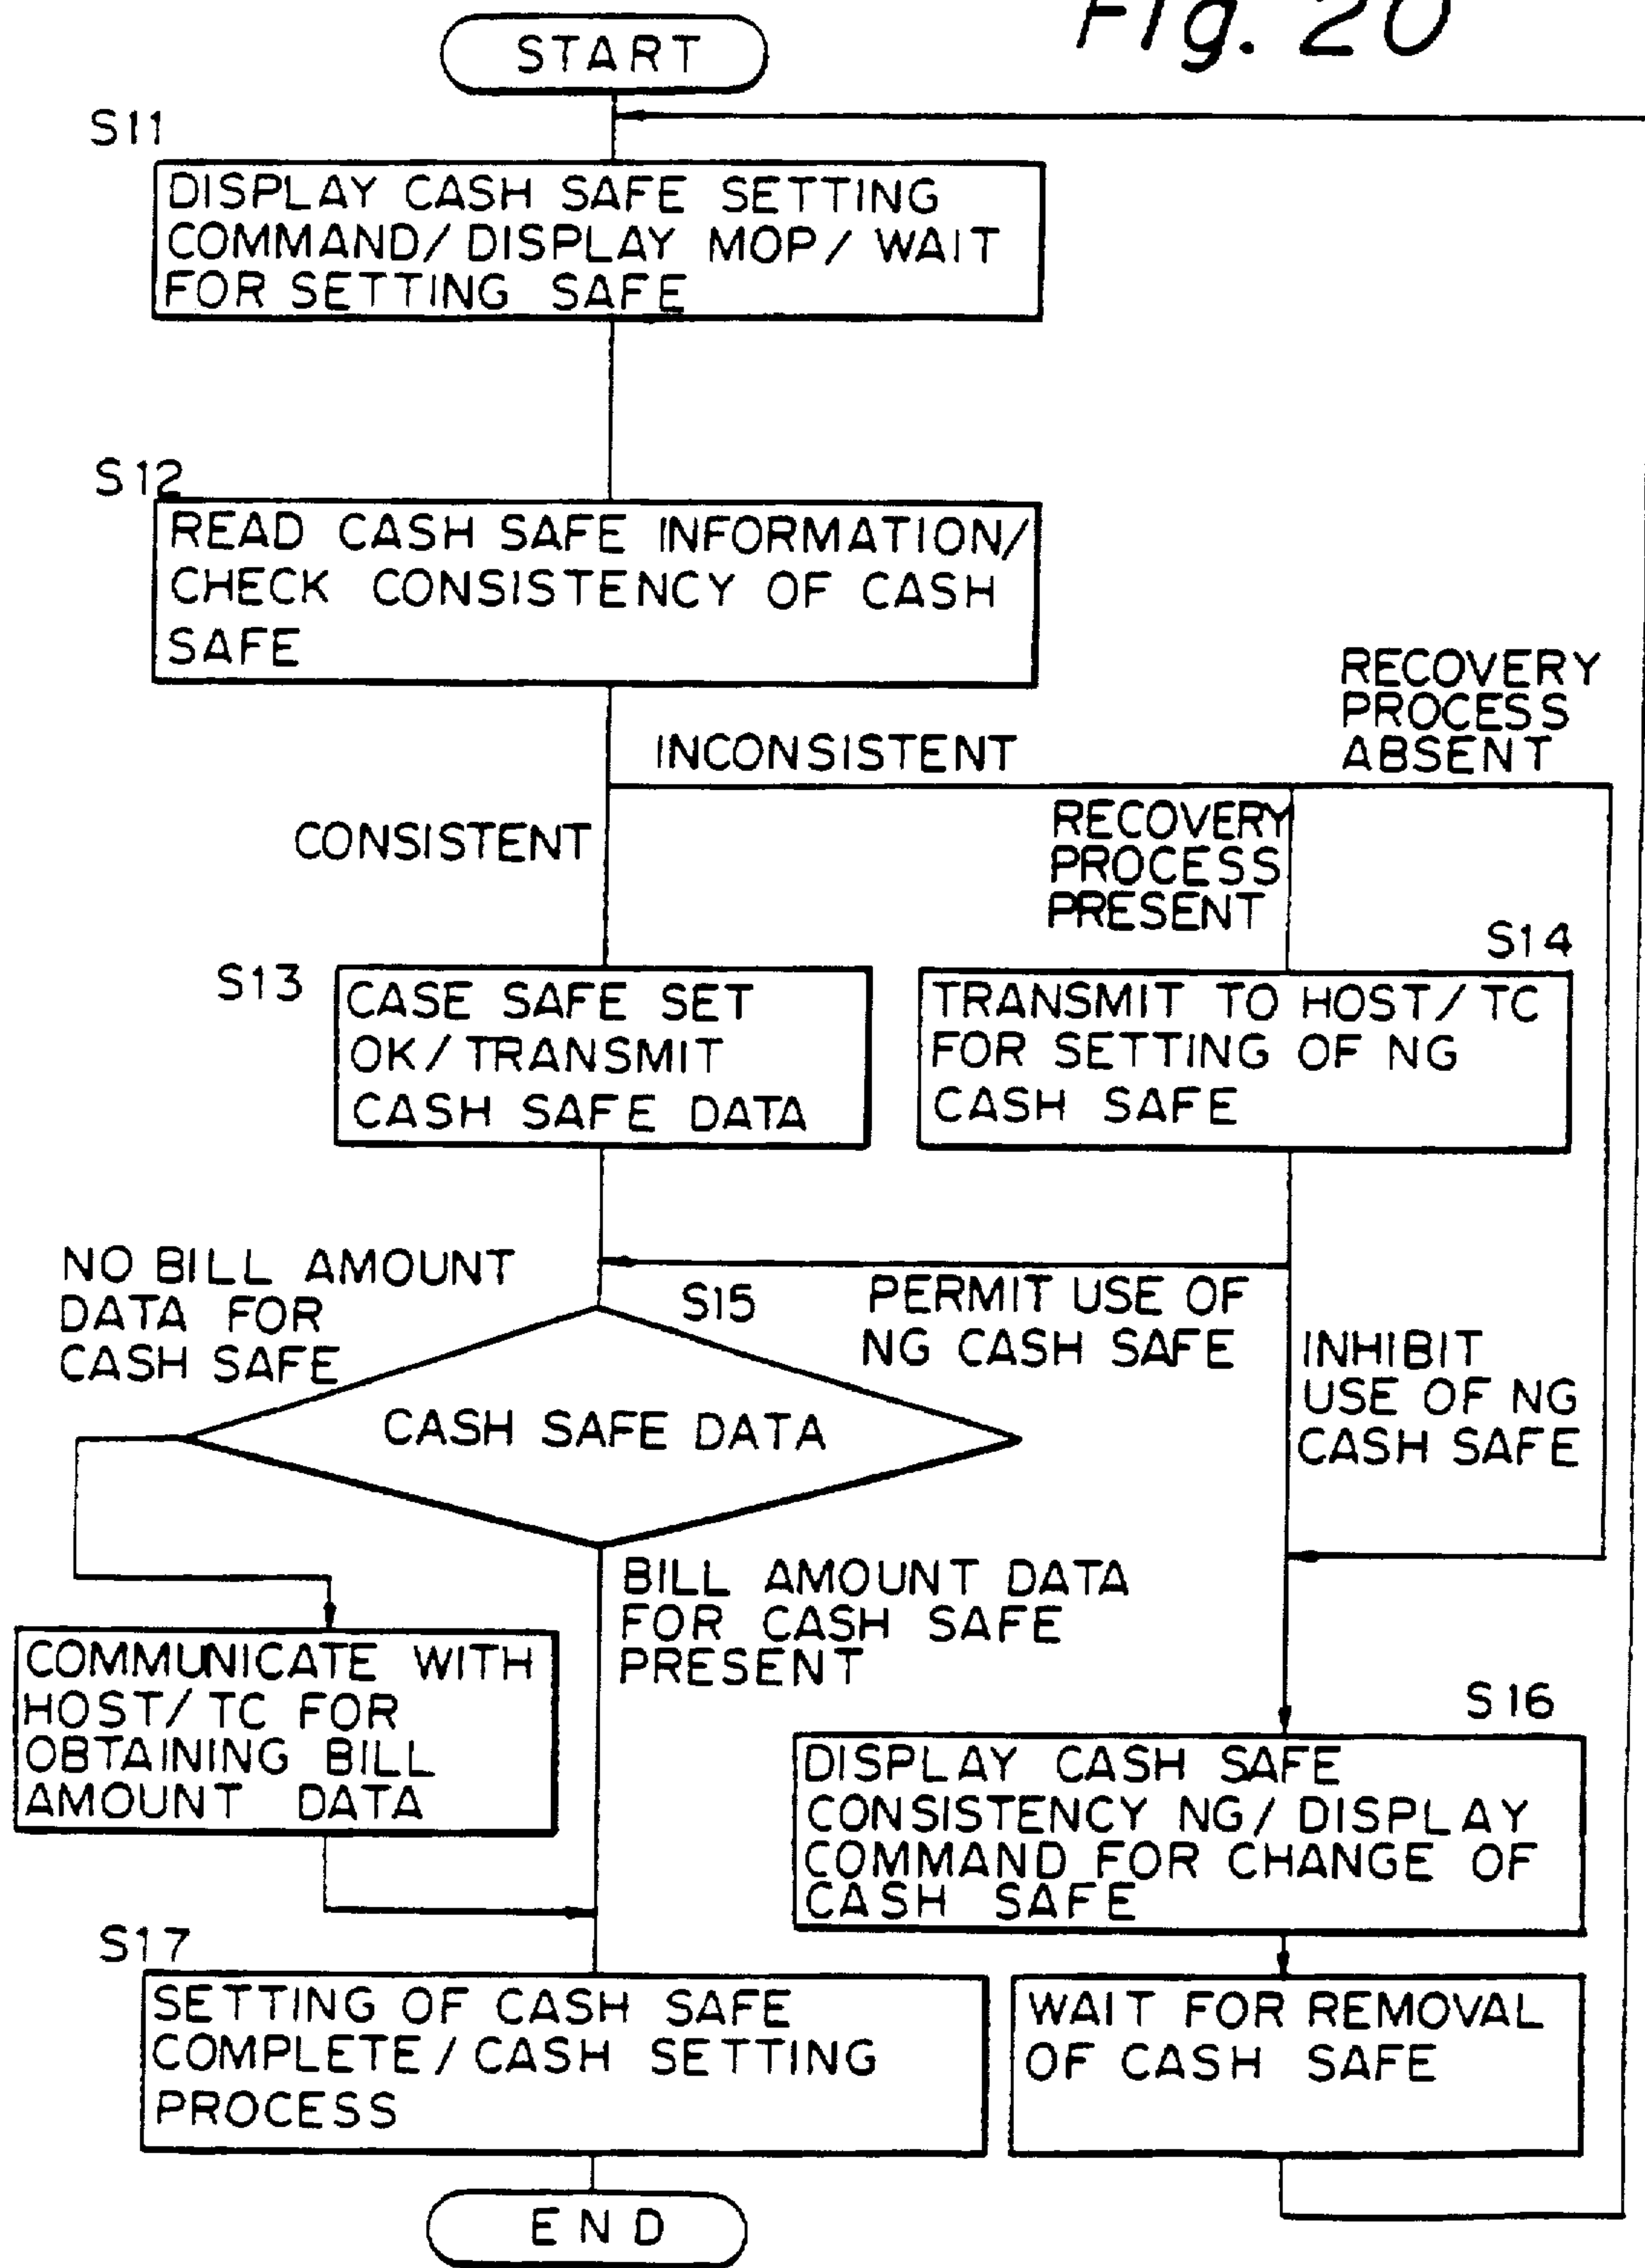 Fig. 20
START
S11
DISPLAY CASH SAFE SETTING
COMMAND/DISPLAY MOP/WAIT
FOR SETTING SAFE
S12
READ CASH SAFE INFORMATION/
CHECK CONSISTENCY OF CASH
SAFE
RECOVERY
PROCESS
ABSENT
INCONSISTENT
CONSISTENT
RECOVERY
PROCESS
PRESENT
S13
CASE SAFE SET
OK/TRANSMIT
CASH SAFE DATA
S14
TRANSMIT TO HOST/TC
FOR SETTING OF NG
CASH SAFE
NO BILL AMOUNT
DATA FOR
CASH SAFE
S15
PERMIT USE OF
NG CASH SAFE
INHIBIT
USE OF NG
CASH SAFE
CASH SAFE DATA
BILL AMOUNT DATA
FOR CASH SAFE
PRESENT
COMMUNICATE WITH
HOST/TC FOR
OBTAINING BILL
AMOUNT DATA
S16
DISPLAY CASH SAFE
CONSISTENCY NG/DISPLAY
COMMAND FOR CHANGE OF
CASH SAFE
S17
SETTING OF CASH SAFE
COMPLETE/CASH SETTING
PROCESS
WAIT FOR REMOVAL
OF CASH SAFE
END